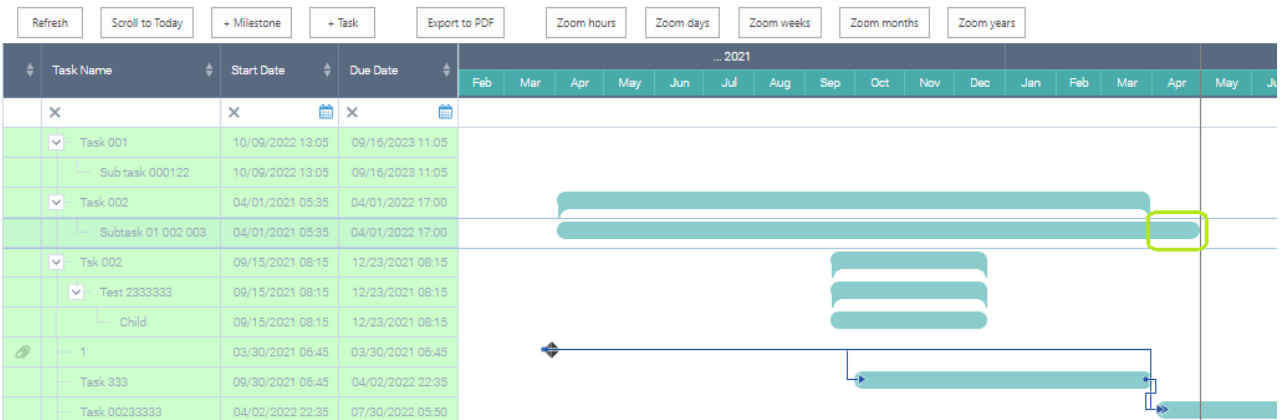 Refresh Scroll to Today + Milestone + Task Export to PDF Zoom hours Zoom days Zoom weeks Zoom months Zoom years
Task Name Start Date Due Date
... 2021
Feb Mar Apr May Jun Jul Aug Sep Oct Nov Dec Jan Feb Mar Apr May
Task 001 10/09/2022 13:05 09/16/2023 11:05
Sub task 000122 10/09/2022 13:05 09/16/2023 11:05
Task 002 04/01/2021 05:35 04/01/2022 17:00
Subtask 01 002 003 04/01/2021 05:35 04/01/2022 17:00
Tsk 002 09/15/2021 08:15 12/23/2021 08:15
Test 2333333 09/15/2021 08:15 12/23/2021 08:15
Child 09/15/2021 08:15 12/23/2021 08:15
1 03/30/2021 06:45 03/30/2021 06:45
Task 333 09/30/2021 06:45 04/02/2022 22:35
Task 00233333 04/02/2022 22:35 07/30/2022 05:50